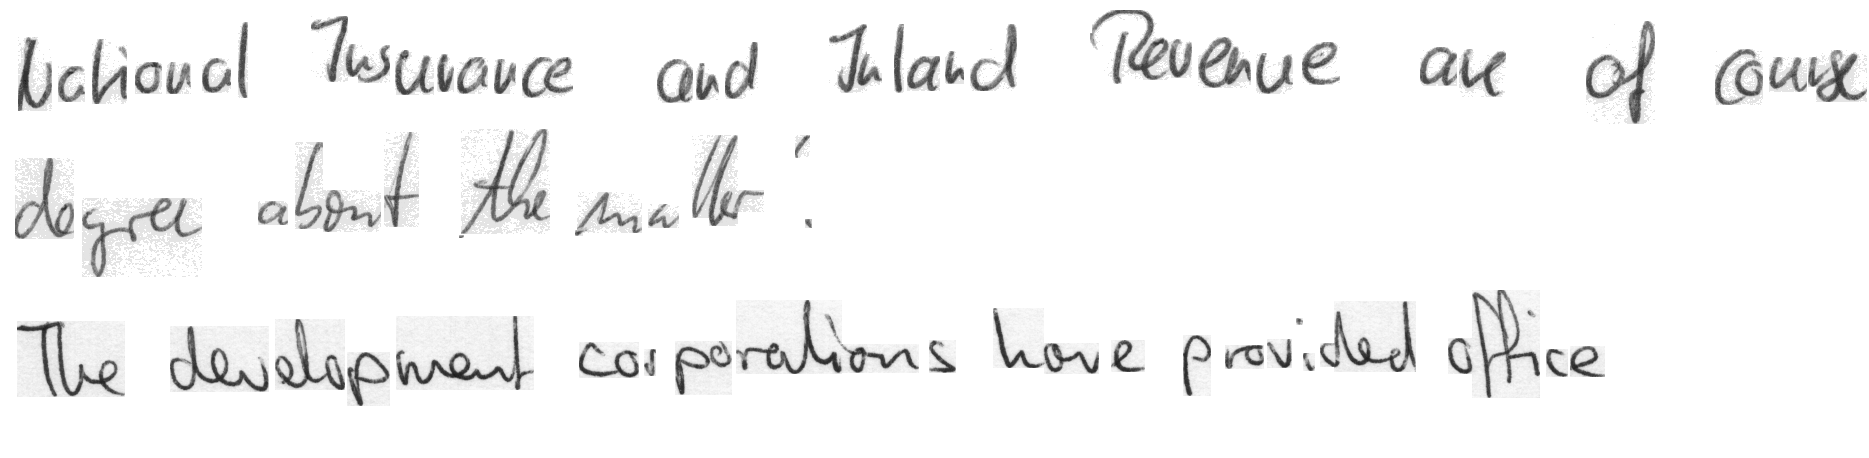 National Insurance and Inland Revenue are of course
degree about the matter!
The development corporations have provided office